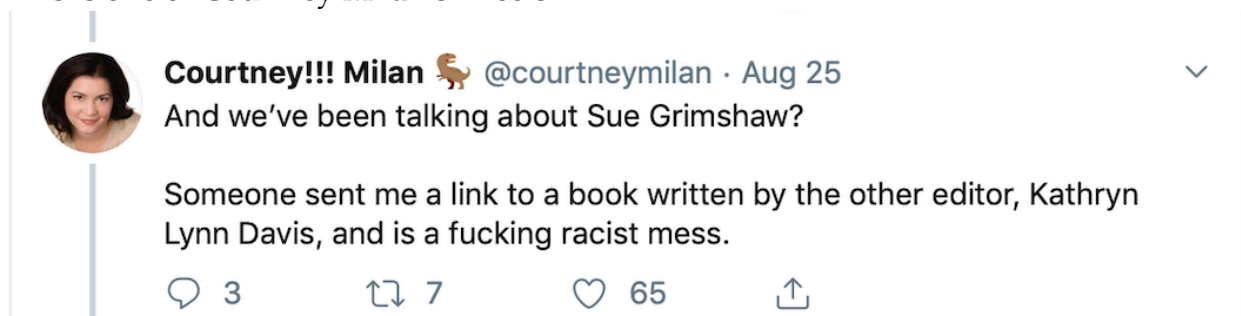 Courtney!!! Milan 🦖 @courtneymilan · Aug 25
And we've been talking about Sue Grimshaw?
Someone sent me a link to a book written by the other editor, Kathryn
Lynn Davis, and is a fucking racist mess.
3 7 65